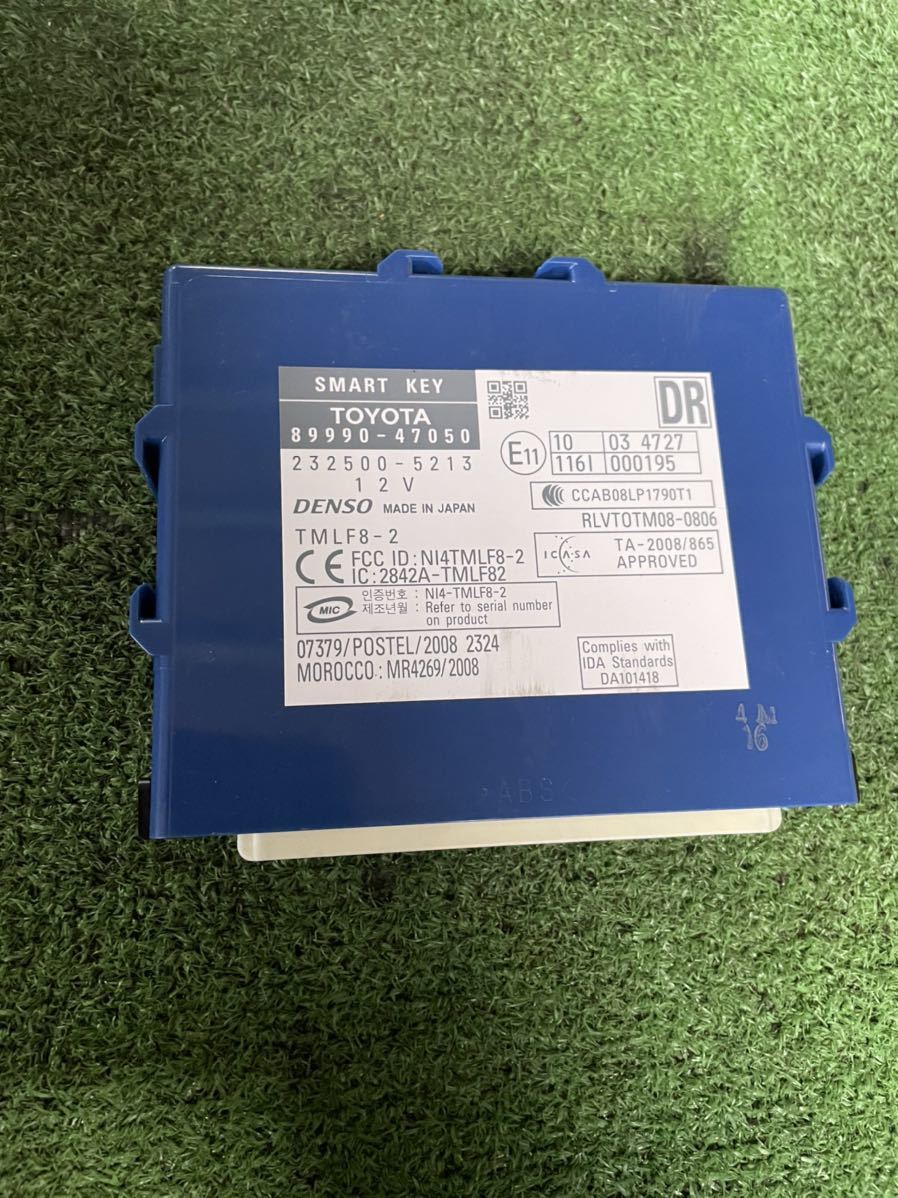 SMART KEY
TOYOTA
89990-47050
232500-5213
12V
DENSO MADE IN JAPAN
TMLF8-2
CE FCC ID: NI4TMLF8-2
IC: 2842A-TMLF82
MIC 인증번호 : NI4-TMLF8-2
제조년월 : Refer to serial number
on product
07379/POSTEL/2008 2324
MOROCCO: MR4269/2008
DR
E11
10 03 4727
116I 000195
CCAB08LP1790T1
RLVTOTM08-0806
ICASA TA-2008/865
APPROVED
Complies with
IDA Standards
DA101418
4 N
16
>ABS<